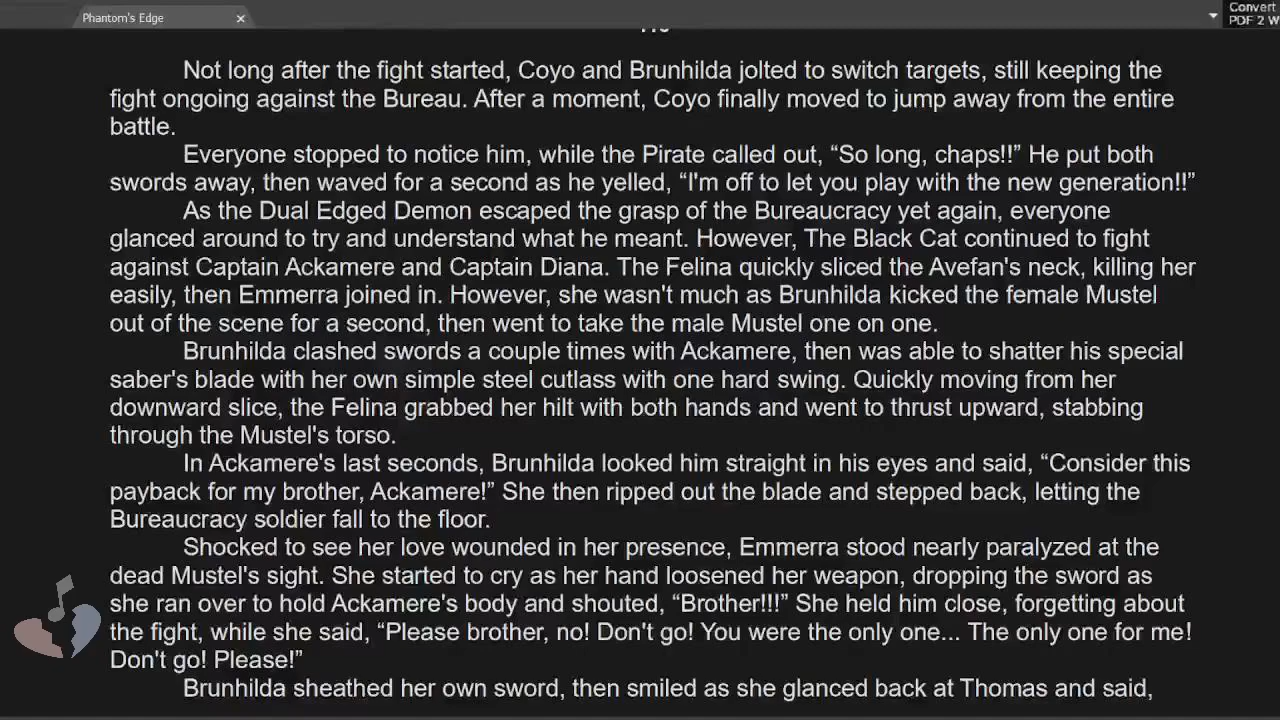 Phantom's Edge
Convert
PDF 2 W
Not long after the fight started, Coyo and Brunhilda jolted to switch targets, still keeping the
fight ongoing against the Bureau. After a moment, Coyo finally moved to jump away from the entire
battle.
Everyone stopped to notice him, while the Pirate called out, “So long, chaps!!” He put both
swords away, then waved for a second as he yelled, “I'm off to let you play with the new generation!!”
As the Dual Edged Demon escaped the grasp of the Bureaucracy yet again, everyone
glanced around to try and understand what he meant. However, The Black Cat continued to fight
against Captain Ackamere and Captain Diana. The Felina quickly sliced the Avefan's neck, killing her
easily, then Emmerra joined in. However, she wasn't much as Brunhilda kicked the female Mustel
out of the scene for a second, then went to take the male Mustel one on one.
Brunhilda clashed swords a couple times with Ackamere, then was able to shatter his special
saber's blade with her own simple steel cutlass with one hard swing. Quickly moving from her
downward slice, the Felina grabbed her hilt with both hands and went to thrust upward, stabbing
through the Mustel's torso.
In Ackamere's last seconds, Brunhilda looked him straight in his eyes and said, “Consider this
payback for my brother, Ackamere!” She then ripped out the blade and stepped back, letting the
Bureaucracy soldier fall to the floor.
Shocked to see her love wounded in her presence, Emmerra stood nearly paralyzed at the
dead Mustel's sight. She started to cry as her hand loosened her weapon, dropping the sword as
she ran over to hold Ackamere's body and shouted, “Brother!!!” She held him close, forgetting about
the fight, while she said, “Please brother, no! Don't go! You were the only one... The only one for me!
Don't go! Please!”
Brunhilda sheathed her own sword, then smiled as she glanced back at Thomas and said,